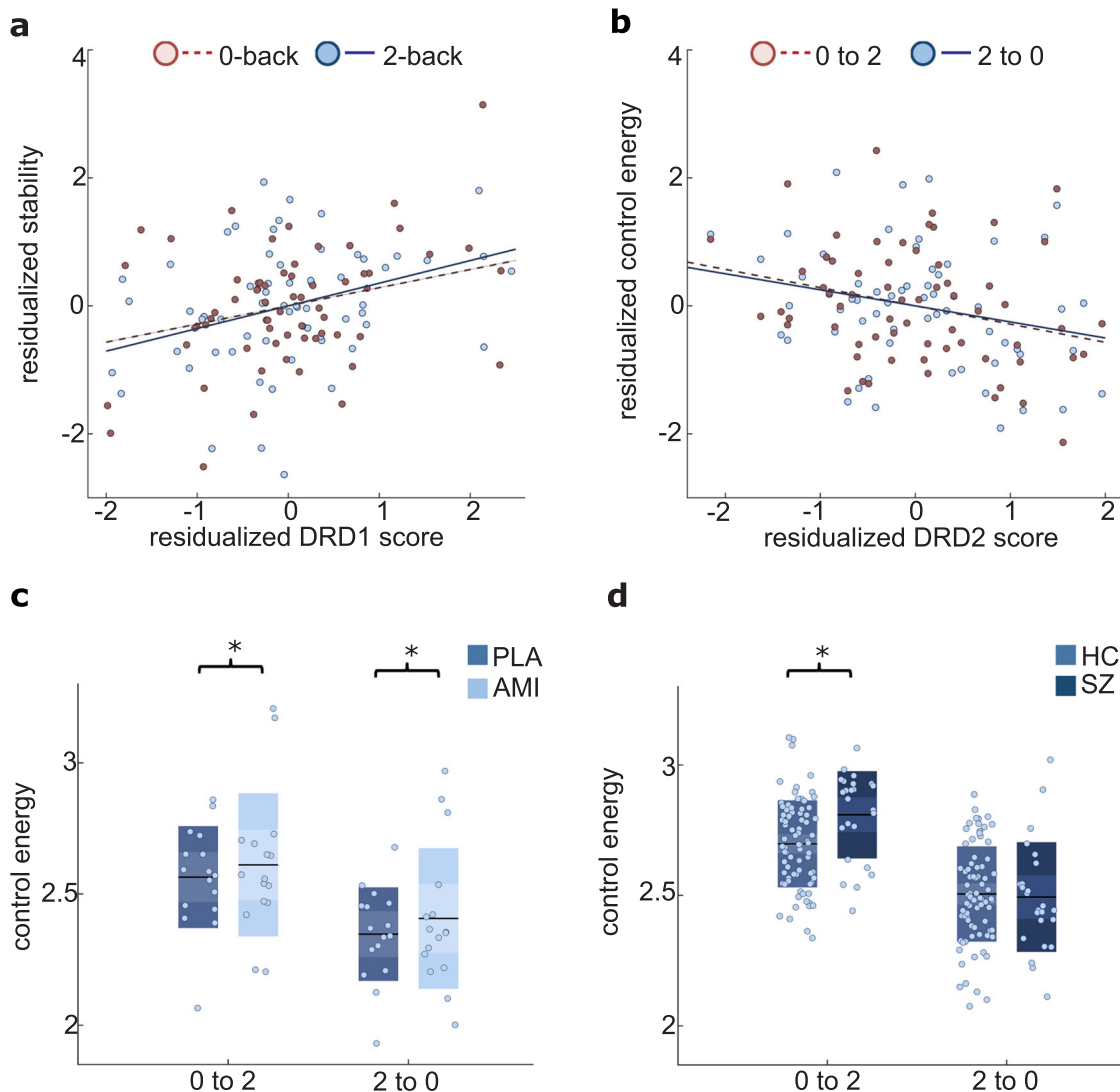 a
0-back 2-back
4
2
0
-2
residualized stability
-2 -1 0 1 2
residualized DRD1 score
b
0 to 2 2 to 0
4
2
0
-2
residualized control energy
-2 -1 0 1 2
residualized DRD2 score
c
* *
PLA
AMI
3
2.5
2
control energy
0 to 2 2 to 0
d
*
HC
SZ
3
2.5
2
control energy
0 to 2 2 to 0